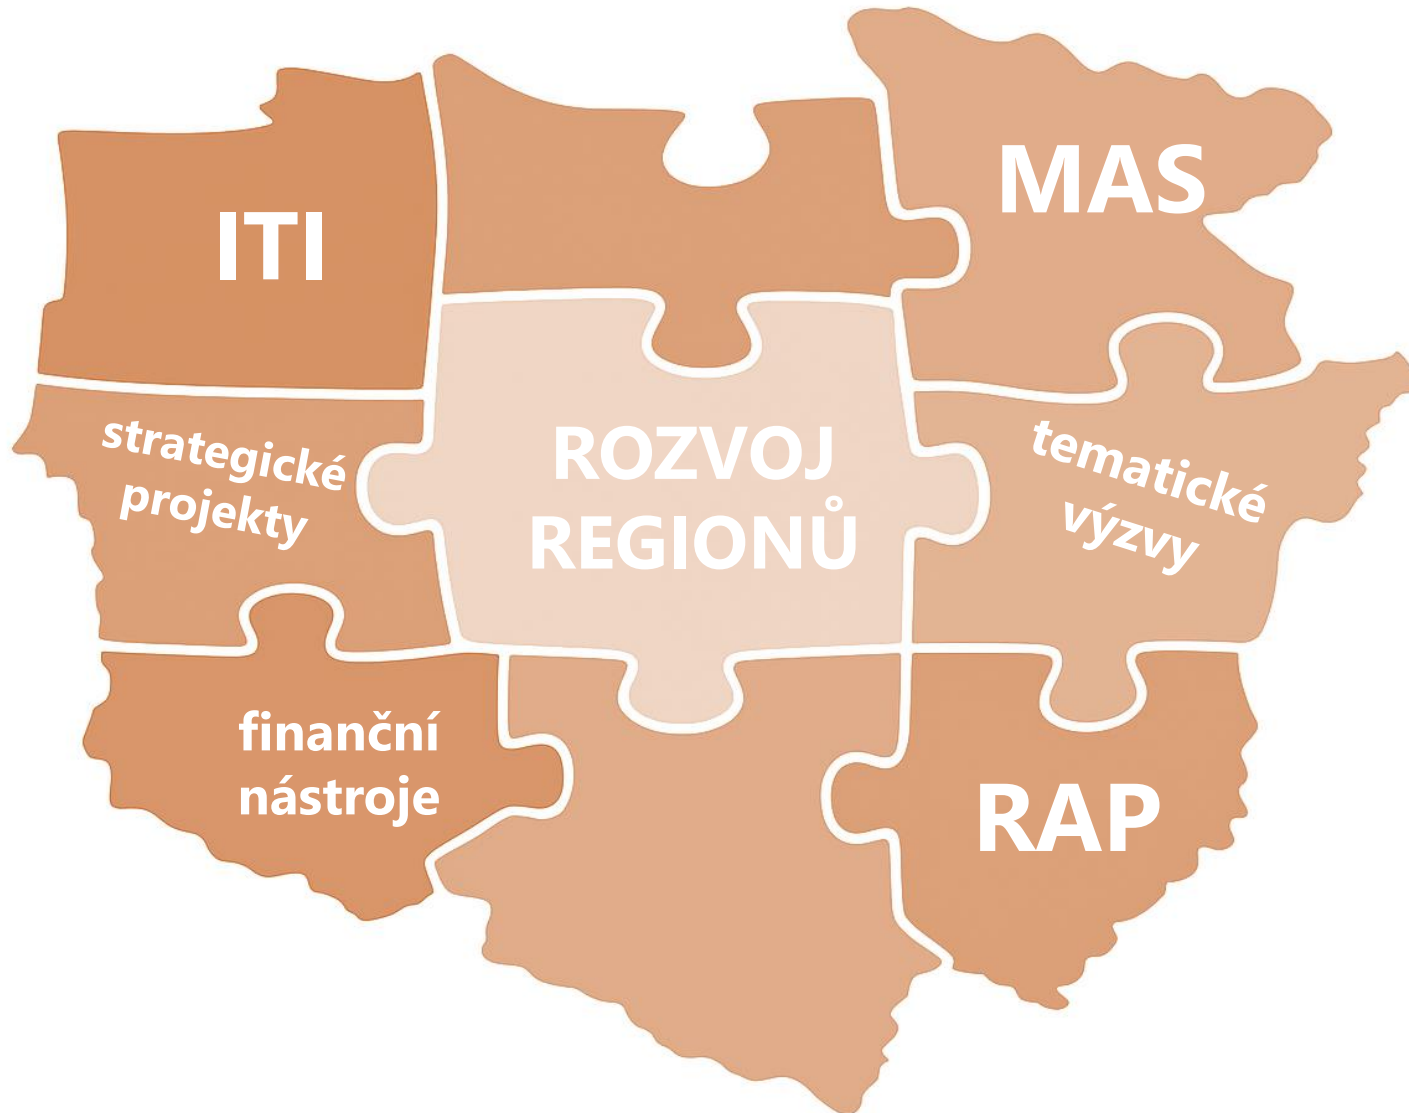 ITI
MAS
strategické
projekty
ROZVOJ
REGIONŮ
tematické
výzvy
finanční
nástroje
RAP